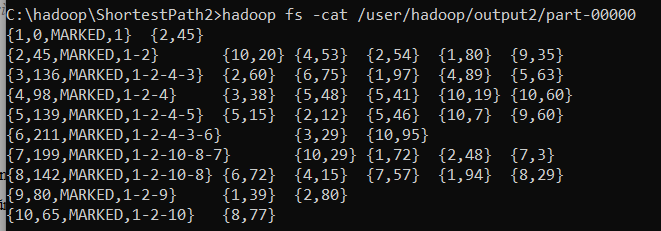 C:\hadoop\ShortestPath2>hadoop fs -cat /user/hadoop/output2/part-00000
{1,0,MARKED,1} {2,45}
{2,45,MARKED,1-2} {10,20} {4,53} {2,54} {1,80} {9,35}
{3,136,MARKED,1-2-4-3} {2,60} {6,75} {1,97} {4,89} {5,63}
{4,98,MARKED,1-2-4} {3,38} {5,48} {5,41} {10,19} {10,60}
{5,139,MARKED,1-2-4-5} {5,15} {2,12} {5,46} {10,7} {9,60}
{6,211,MARKED,1-2-4-3-6} {3,29} {10,95}
{7,199,MARKED,1-2-10-8-7} {10,29} {1,72} {2,48} {7,3}
{8,142,MARKED,1-2-10-8} {6,72} {4,15} {7,57} {1,94} {8,29}
{9,80,MARKED,1-2-9} {1,39} {2,80}
{10,65,MARKED,1-2-10} {8,77}